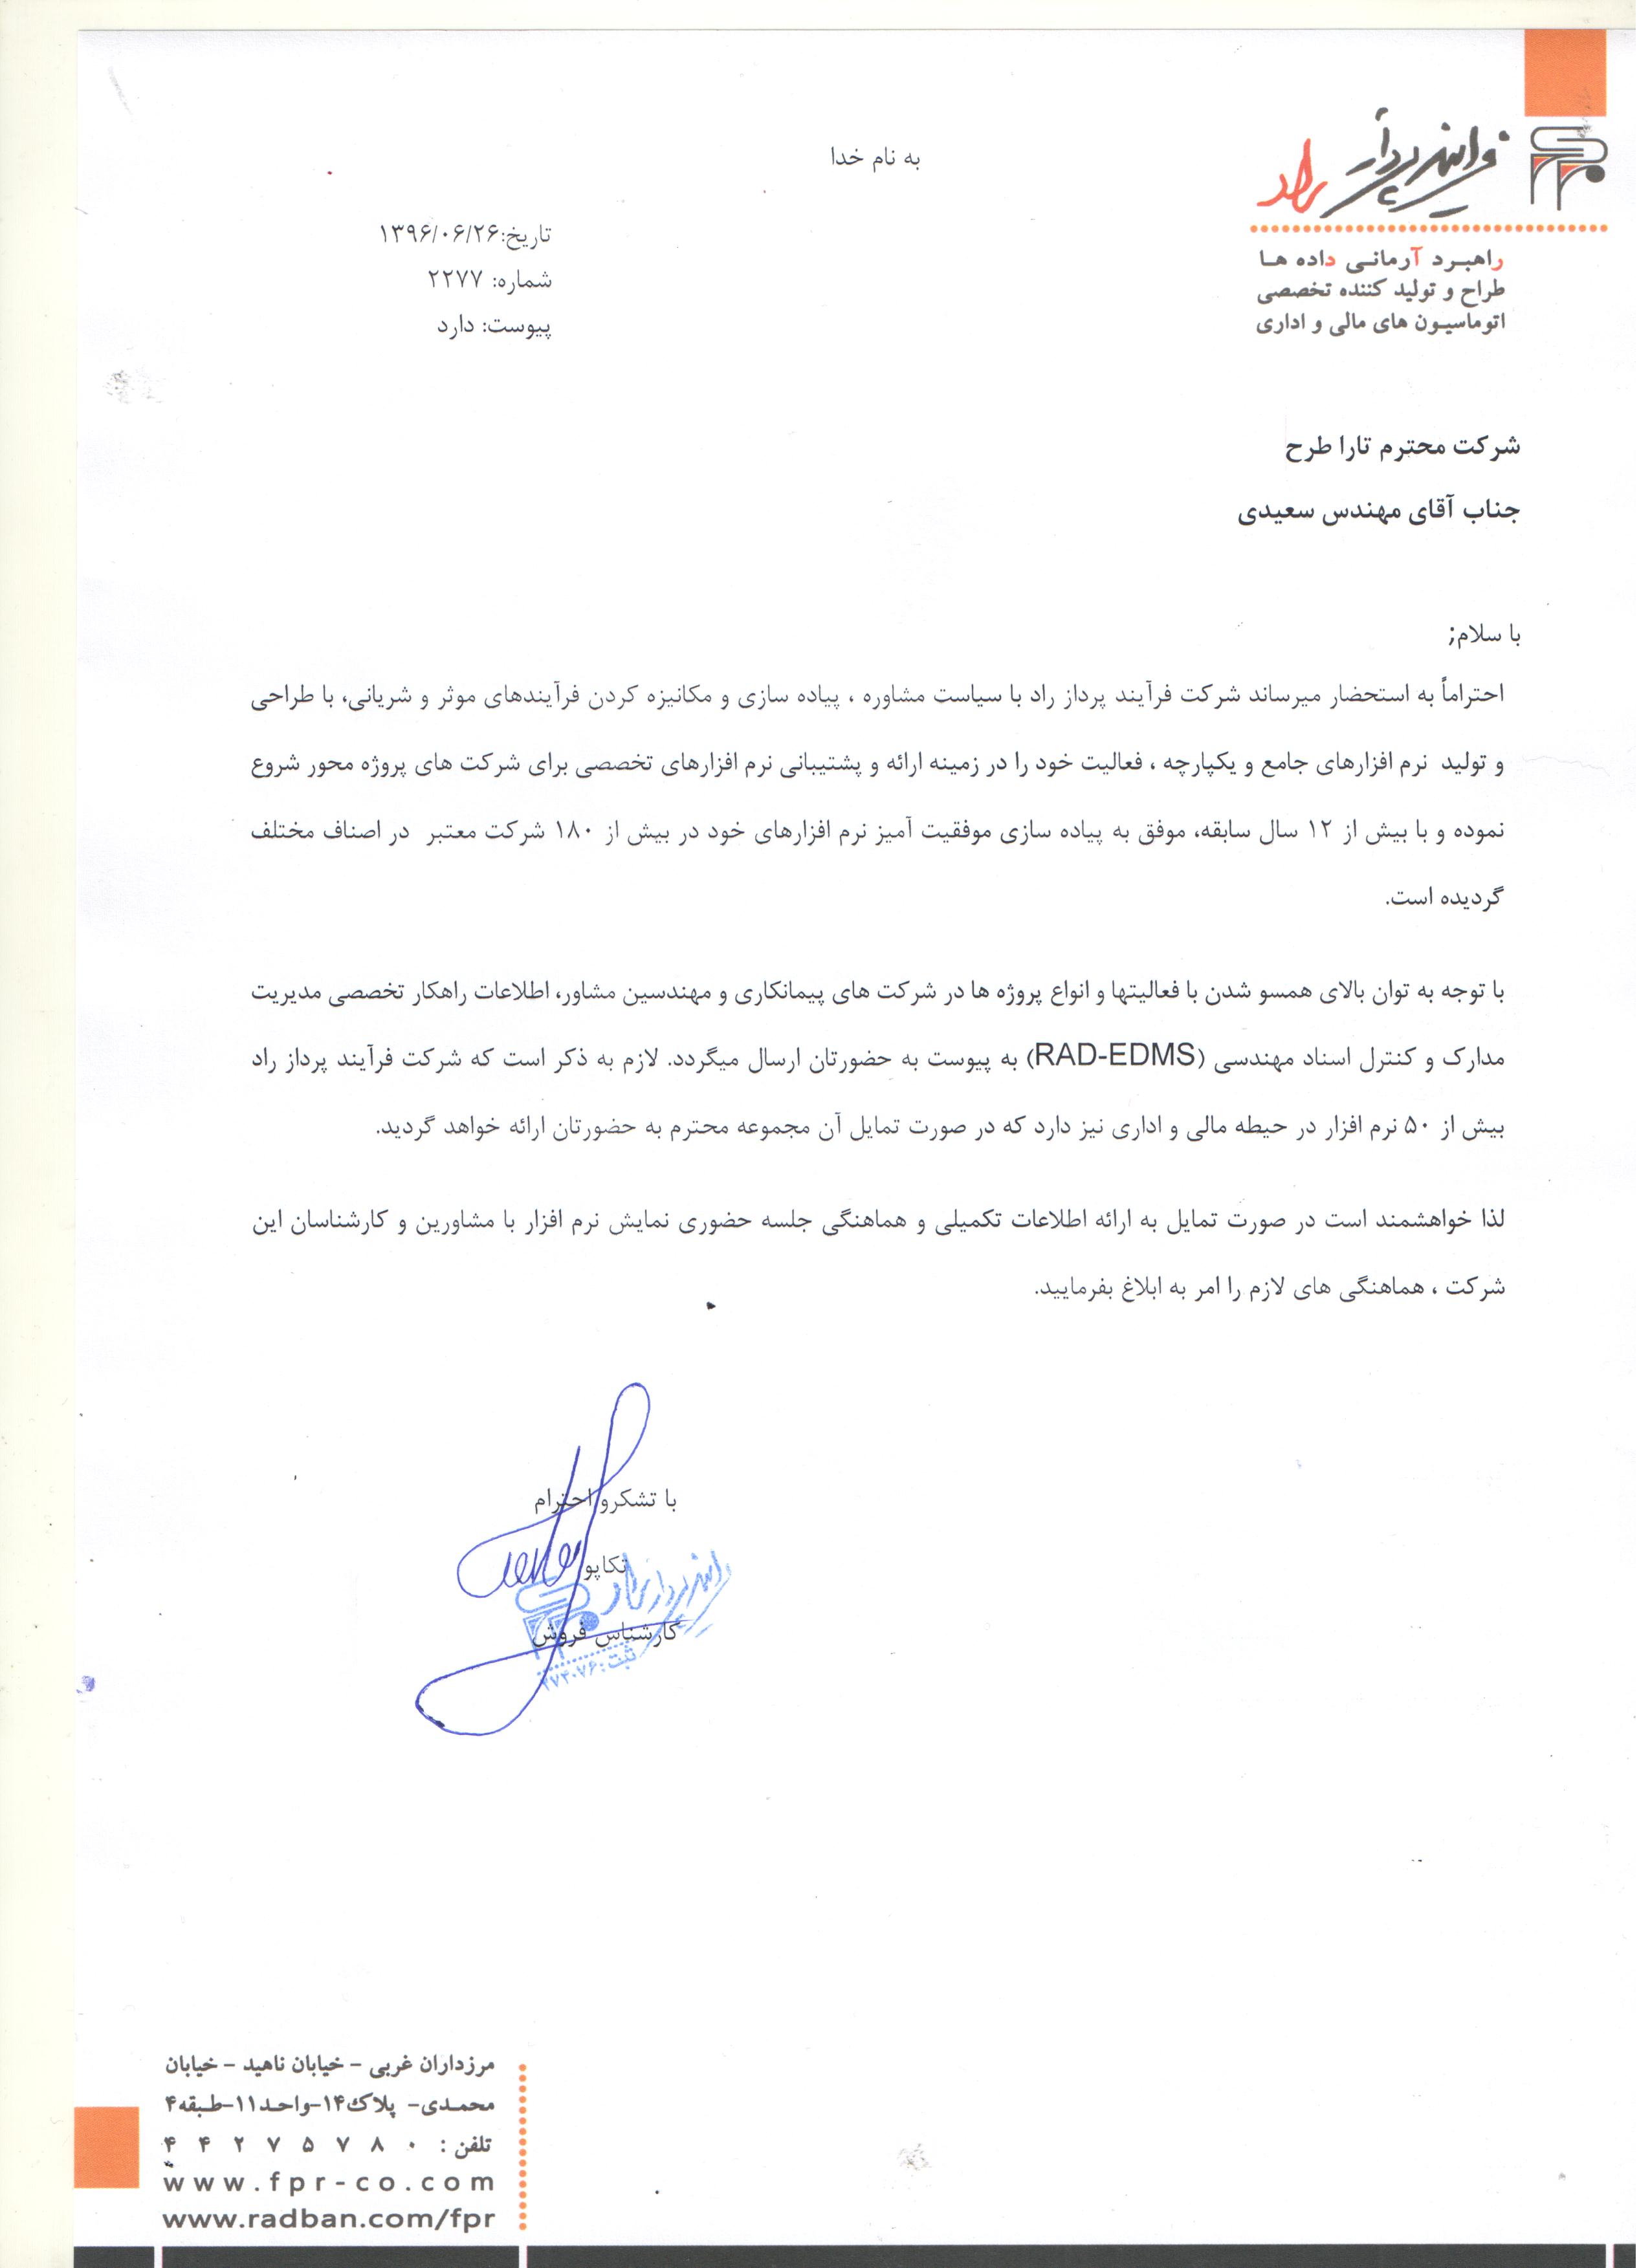 فرآیند پرداز راد
راهبرد آرمانی داده ها
طراح و تولید کننده تخصصی
اتوماسیون های مالی و اداری
به نام خدا
تاریخ:۱۳۹۶/۰۶/۲۶
شماره: ۲۲۷۷
پیوست: دارد
شرکت محترم تارا طرح
جناب آقای مهندس سعیدی
با سلام;
احتراماً به استحضار میرساند شرکت فرآیند پرداز راد با سیاست مشاوره ، پیاده سازی و مکانیزه کردن فرآیندهای موثر و شریانی، با طراحی
و تولید نرم افزارهای جامع و یکپارچه ، فعالیت خود را در زمینه ارائه و پشتیبانی نرم افزارهای تخصصی برای شرکت های پروژه محور شروع
نموده و با بیش از ۱۲ سال سابقه، موفق به پیاده سازی موفقیت آمیز نرم افزارهای خود در بیش از ۱۸۰ شرکت معتبر در اصناف مختلف
گردیده است.
با توجه به توان بالای همسو شدن با فعالیتها و انواع پروژه ها در شرکت های پیمانکاری و مهندسین مشاور، اطلاعات راهکار تخصصی مدیریت
مدارک و کنترل اسناد مهندسی (RAD-EDMS) به پیوست به حضورتان ارسال میگردد. لازم به ذکر است که شرکت فرآیند پرداز راد
بیش از ۵۰ نرم افزار در حیطه مالی و اداری نیز دارد که در صورت تمایل آن مجموعه محترم به حضورتان ارائه خواهد گردید.
لذا خواهشمند است در صورت تمایل به ارائه اطلاعات تکمیلی و هماهنگی جلسه حضوری نمایش نرم افزار با مشاورین و کارشناسان این
شرکت ، هماهنگی های لازم را امر به ابلاغ بفرمایید.
با تشکرو احترام
تکاپو
کارشناس فروش
ثبت:
مرزداران غربی - خیابان ناهید - خیابان
محمدی- پلاک۱۴-واحد۱۱-طبقه۴
تلفن : ۴۴۲۷۵۷۸۰
www.fpr-co.com
www.radban.com/fpr